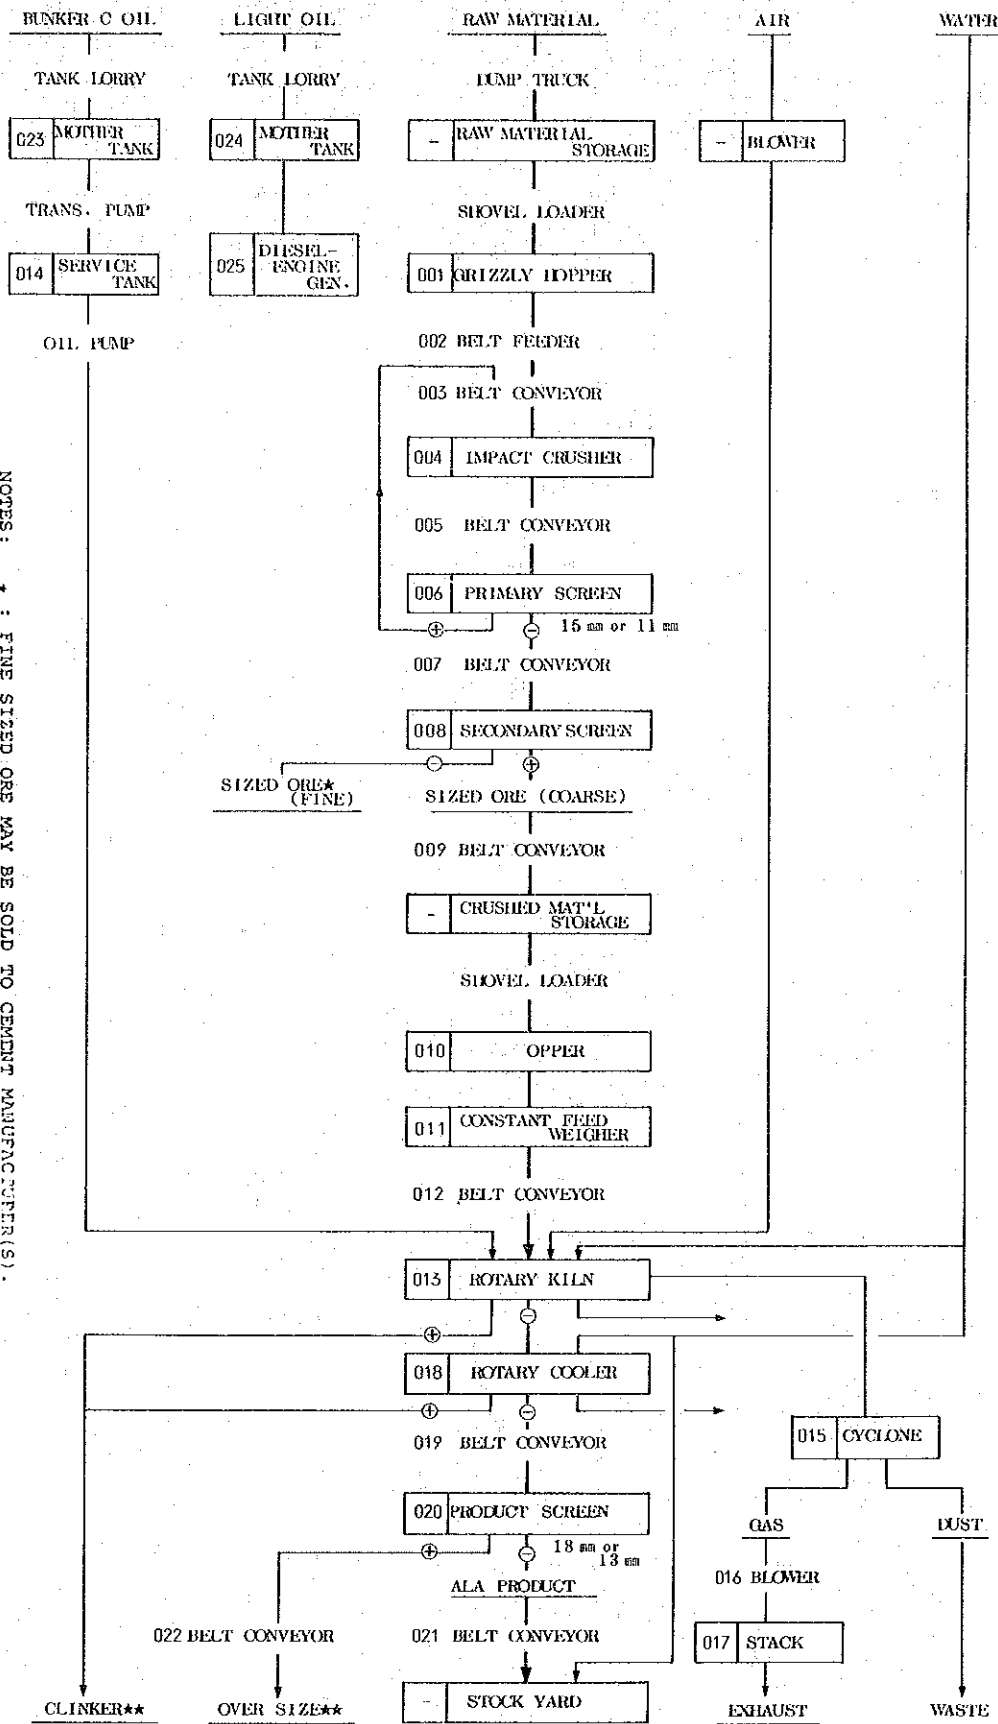 BUNKER C OIL
LIGHT OIL
RAW MATERIAL
AIR
WATER
TANK LORRY
TANK LORRY
DUMP TRUCK
023 MOTHER
TANK
024 MOTHER
TANK
- RAW MATERIAL
STORAGE
- BLOWER
TRANS. PUMP
SHOVEL LOADER
014 SERVICE
TANK
025 DIESEL-
ENGINE
GEN.
001 GRIZZLY HOPPER
OIL PUMP
002 BELT FEEDER
003 BELT CONVEYOR
004 IMPACT CRUSHER
005 BELT CONVEYOR
006 PRIMARY SCREEN
+ - 15 mm or 11 mm
007 BELT CONVEYOR
008 SECONDARY SCREEN
- +
SIZED ORE★
(FINE)
SIZED ORE (COARSE)
009 BELT CONVEYOR
- CRUSHED MAT'L
STORAGE
SHOVEL LOADER
010 OPPER
011 CONSTANT FEED
WEIGHER
012 BELT CONVEYOR
013 ROTARY KILN
+ -
018 ROTARY COOLER
+ -
019 BELT CONVEYOR
015 CYCLONE
020 PRODUCT SCREEN
+ - 18 mm or
13 mm
GAS
DUST
ALA PRODUCT
016 BLOWER
022 BELT CONVEYOR
021 BELT CONVEYOR
017 STACK
CLINKER★★
OVER SIZE★★
- STOCK YARD
EXHAUST
WASTE
NOTES: ★ : FINE SIZED ORE MAY BE SOLD TO CEMENT MANUFACTURER(S).